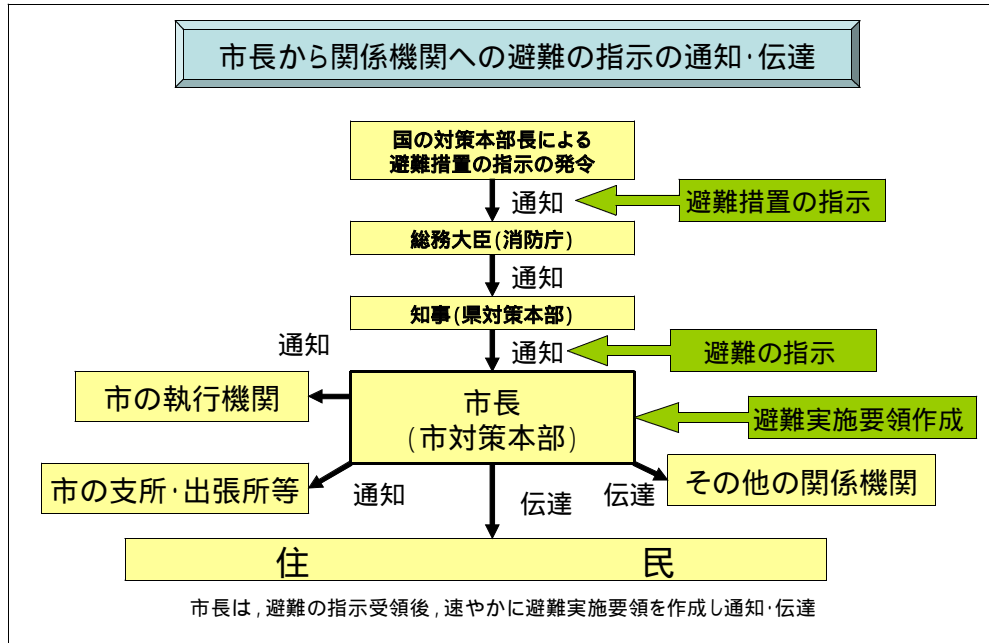 市長から関係機関への避難の指示の通知･伝達
国の対策本部長による
避難措置の指示の発令
通知
避難措置の指示
総務大臣(消防庁)
通知
知事(県対策本部)
通知
通知
避難の指示
市の執行機関
市長
(市対策本部)
避難実施要領作成
市の支所･出張所等
通知
伝達
伝達
その他の関係機関
住　民
市長は,避難の指示受領後,速やかに避難実施要領を作成し通知･伝達